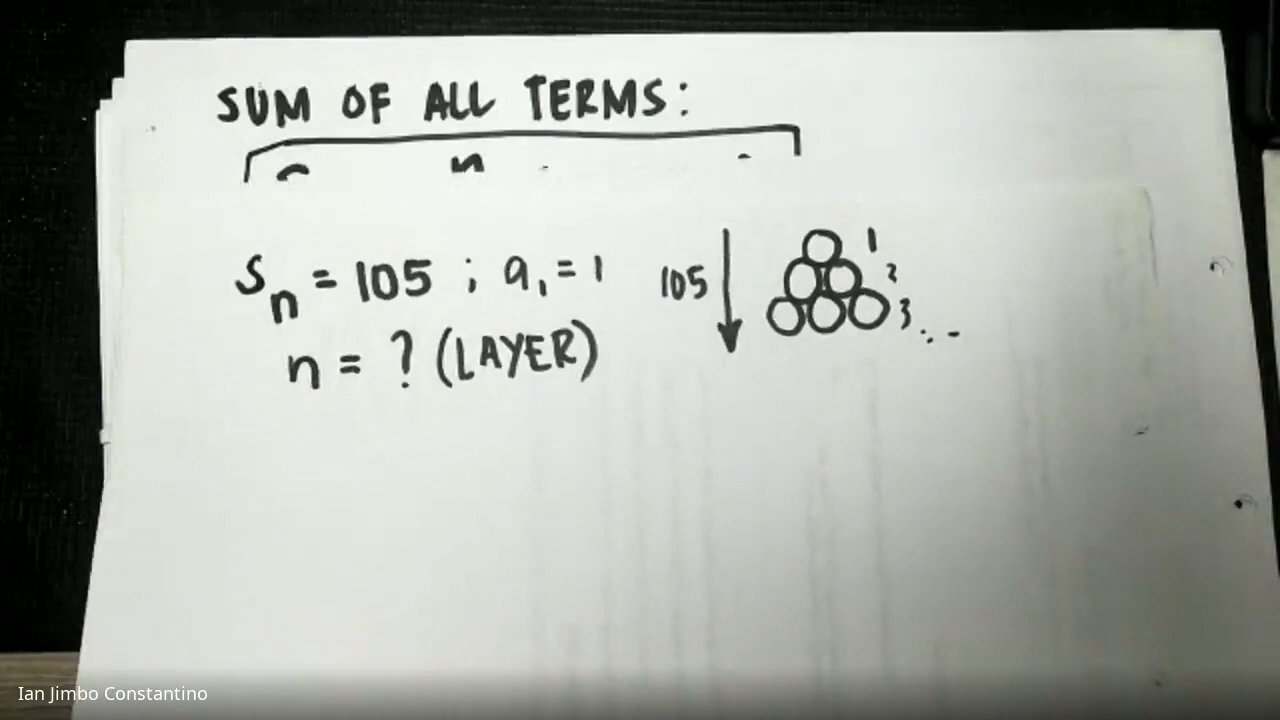 SUM OF ALL TERMS:
Sn = 105 ; a1 = 1
n = ? (LAYER)
105
1
2
3...
Ian Jimbo Constantino